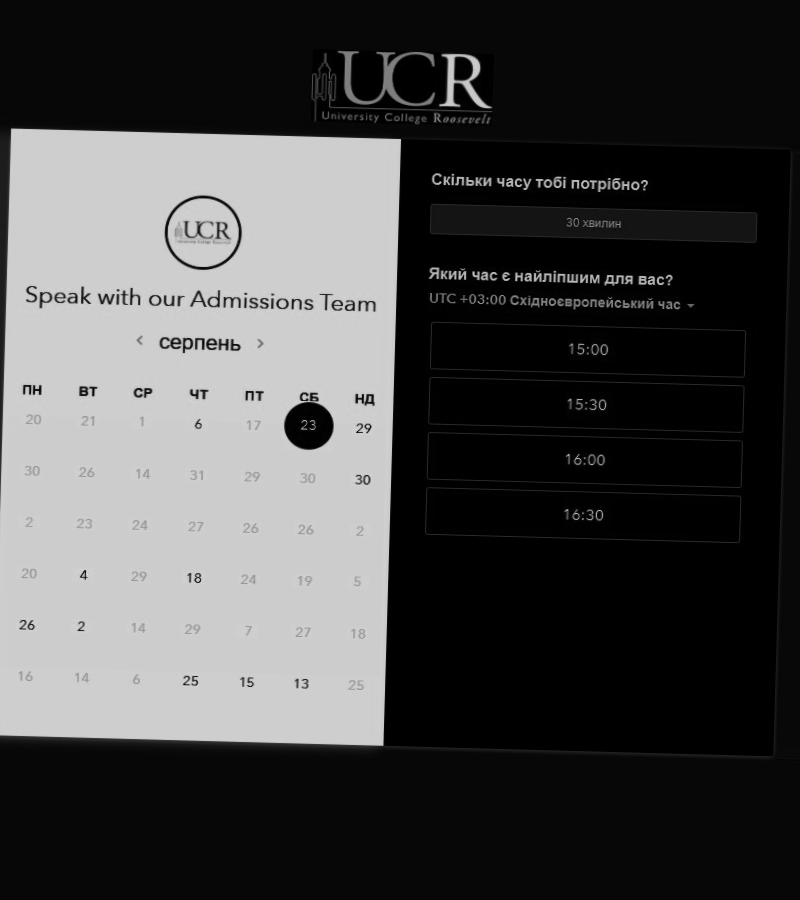 UCR
University College Roosevelt
UCR
University College Roosevelt
Speak with our Admissions Team
серпень
ПН ВТ СР ЧТ ПТ СБ НД
20 21 1 6 17 23 29
30 26 14 31 29 30 30
2 23 24 27 26 26 2
20 4 29 18 24 19 5
26 2 14 29 7 27 18
16 14 6 25 15 13 25
Скільки часу тобі потрібно?
30 хвилин
Який час є найліпшим для вас?
UTC +03:00 Східноєвропейський час
15:00
15:30
16:00
16:30